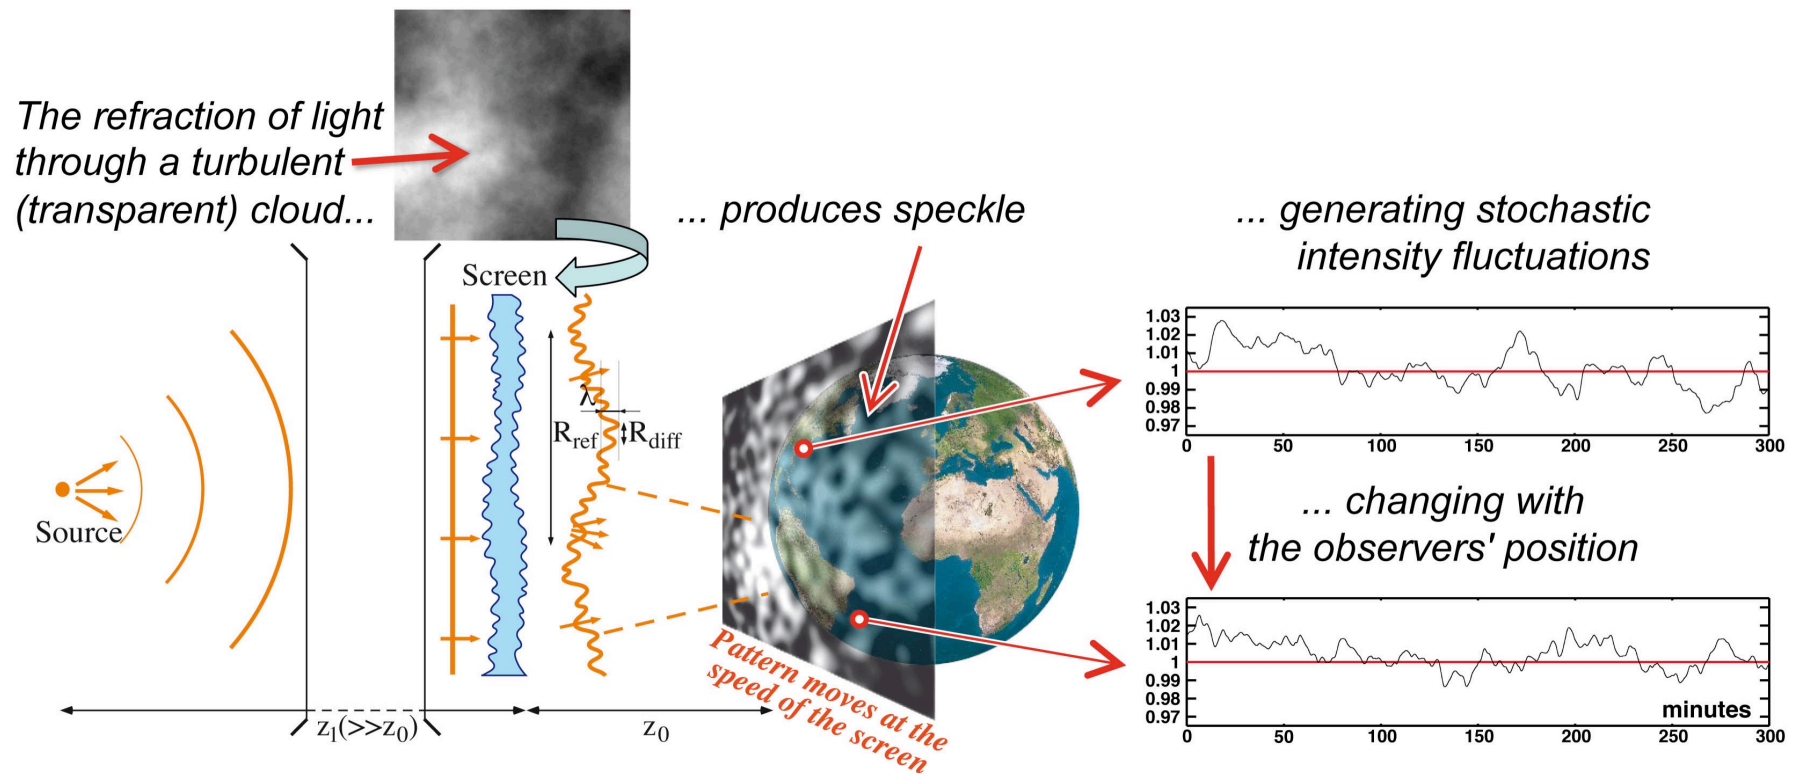 The refraction of light
through a turbulent
(transparent) cloud...
... produces speckle
... generating stochastic
intensity fluctuations
Screen
Source
λ
R_ref
R_diff
z_1(>>z_0)
z_0
Pattern moves at the
speed of the screen
1.03
1.02
1.01
1
0.99
0.98
0.97
0 50 100 150 200 250 300
... changing with
the observers' position
1.03
1.02
1.01
1
0.99
0.98
0.97
minutes
0 50 100 150 200 250 300